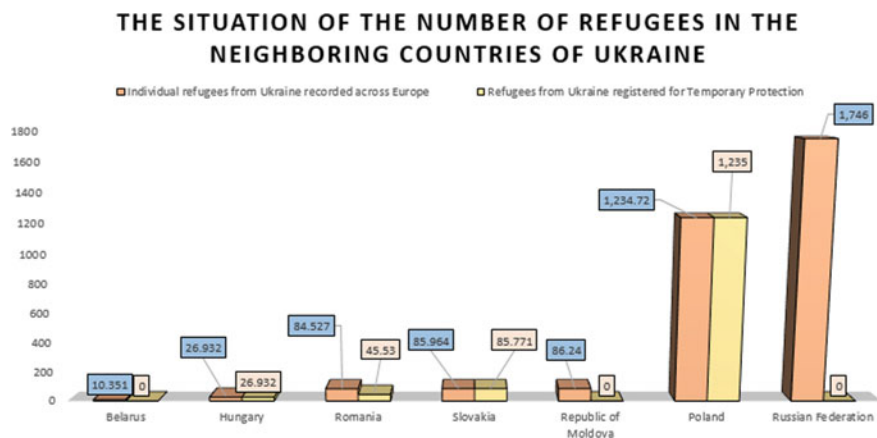 THE SITUATION OF THE NUMBER OF REFUGEES IN THE
NEIGHBORING COUNTRIES OF UKRAINE
Individual refugees from Ukraine recorded across Europe
Refugees from Ukraine registered for Temporary Protection
1800
1600
1400
1200
1000
800
600
400
200
0
10.351
0
26.932
26.932
84.527
45.53
85.964
85.771
86.24
0
1,234.72
1,235
1,746
0
Belarus
Hungary
Romania
Slovakia
Republic of
Moldova
Poland
Russian Federation